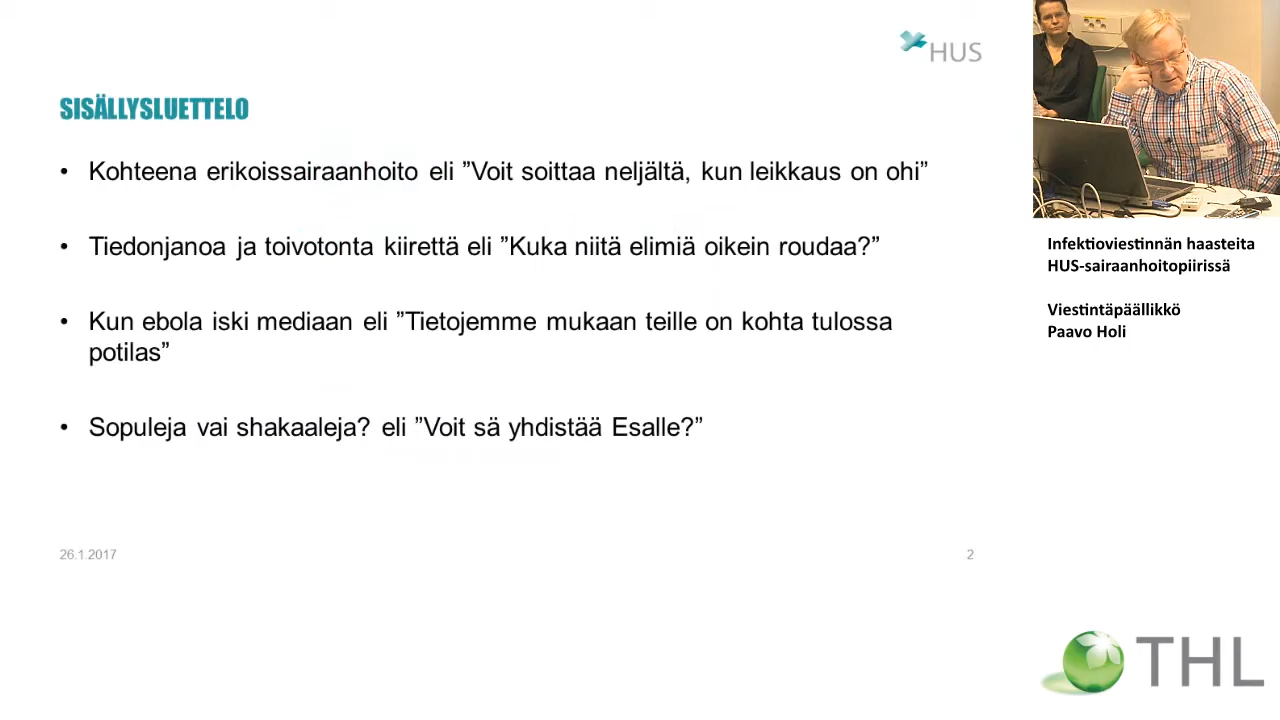 HUS
SISÄLLYSLUETTELO
• Kohteena erikoissairaanhoito eli ”Voit soittaa neljältä, kun leikkaus on ohi”
• Tiedonjanoa ja toivotonta kiirettä eli ”Kuka niitä elimiä oikein roudaa?”
• Kun ebola iski mediaan eli ”Tietojemme mukaan teille on kohta tulossa
potilas”
• Sopuleja vai shakaaleja? eli ”Voit sä yhdistää Esalle?”
26.1.2017
2
Infektioviestinnän haasteita
HUS-sairaanhoitopiirissä
Viestintäpäällikkö
Paavo Holi
THL